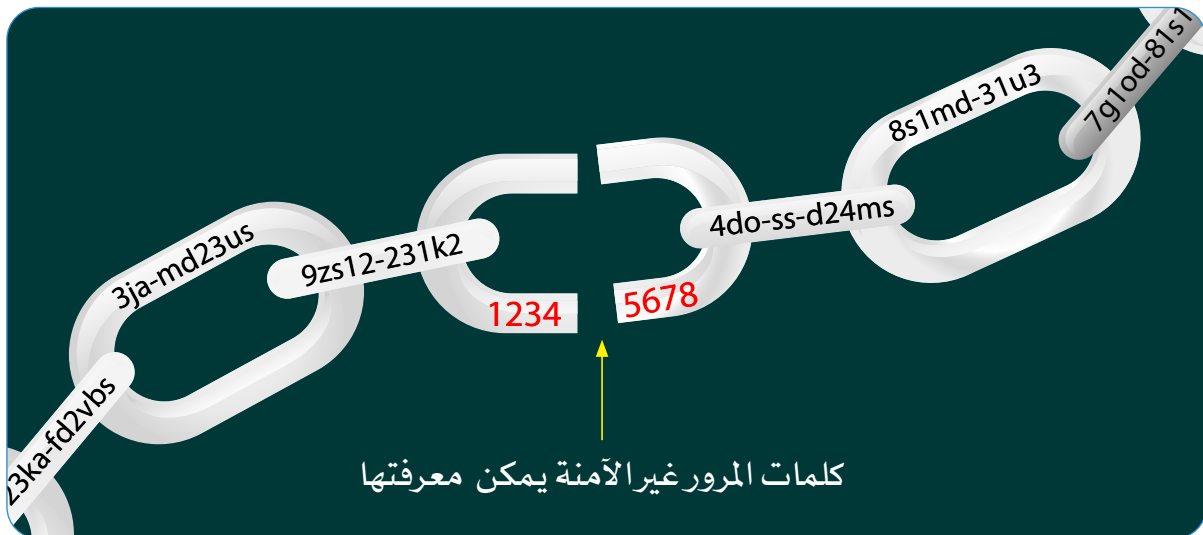 23ka-fd2vbs
3ja-md23us
9zs12-231k2
1234
5678
4do-ss-d24ms
8s1md-31u3
7g1od-81s1
كلمات المرور غير الآمنة يمكن معرفتها